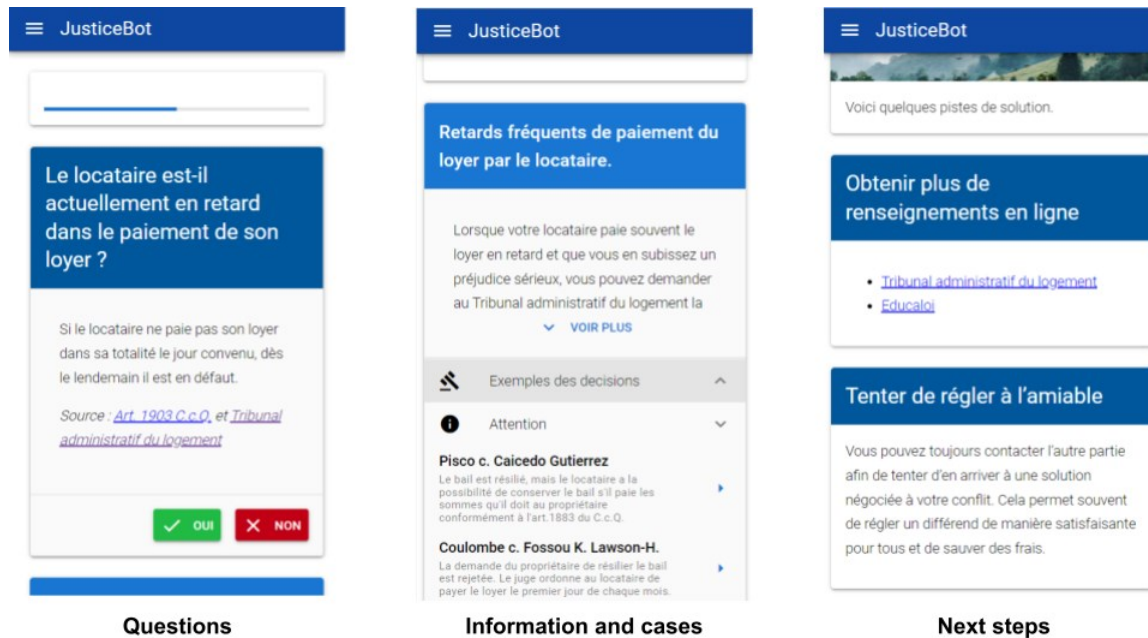 JusticeBot
Le locataire est-il
actuellement en retard
dans le paiement de son
loyer ?
Si le locataire ne paie pas son loyer
dans sa totalité le jour convenu, dès
le lendemain il est en défaut.
Source : Art. 1903 C.c.Q. et Tribunal
administratif du logement
OUI
NON
Questions
JusticeBot
Retards fréquents de paiement du
loyer par le locataire.
Lorsque votre locataire paie souvent le
loyer en retard et que vous en subissez un
préjudice sérieux, vous pouvez demander
au Tribunal administratif du logement la
VOIR PLUS
Exemples des decisions
Attention
Pisco c. Caicedo Gutierrez
Le bail est résilié, mais le locataire a la
possibilité de conserver le bail s'il paie les
sommes qu'il doit au propriétaire
conformément à l'art.1883 du C.c.Q.
Coulombe c. Fossou K. Lawson-H.
La demande du propriétaire de résilier le bail
est rejetée. Le juge ordonne au locataire de
payer le loyer le premier jour de chaque mois.
Information and cases
JusticeBot
Voici quelques pistes de solution.
Obtenir plus de
renseignements en ligne
Tribunal administratif du logement
Educaloi
Tenter de régler à l'amiable
Vous pouvez toujours contacter l'autre partie
afin de tenter d'en arriver à une solution
négociée à votre conflit. Cela permet souvent
de régler un différend de manière satisfaisante
pour tous et de sauver des frais.
Next steps